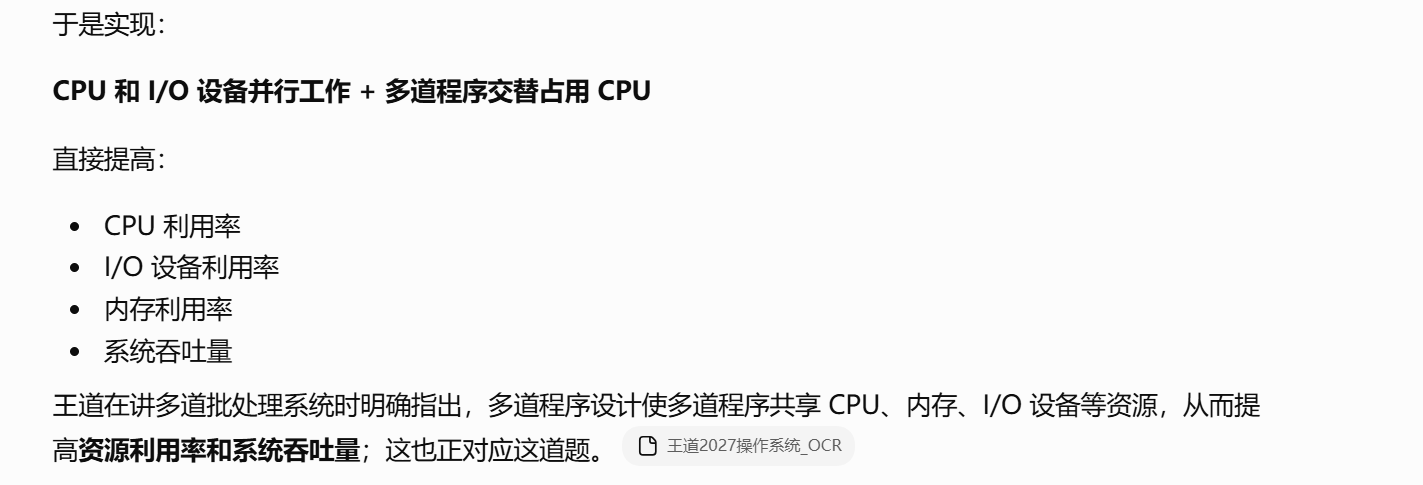 于是实现：
CPU 和 I/O 设备并行工作 + 多道程序交替占用 CPU
直接提高：
• CPU 利用率
• I/O 设备利用率
• 内存利用率
• 系统吞吐量
王道在讲多道批处理系统时明确指出，多道程序设计使多道程序共享 CPU、内存、I/O 设备等资源，从而提
高资源利用率和系统吞吐量；这也正对应这道题。 王道2027操作系统_OCR